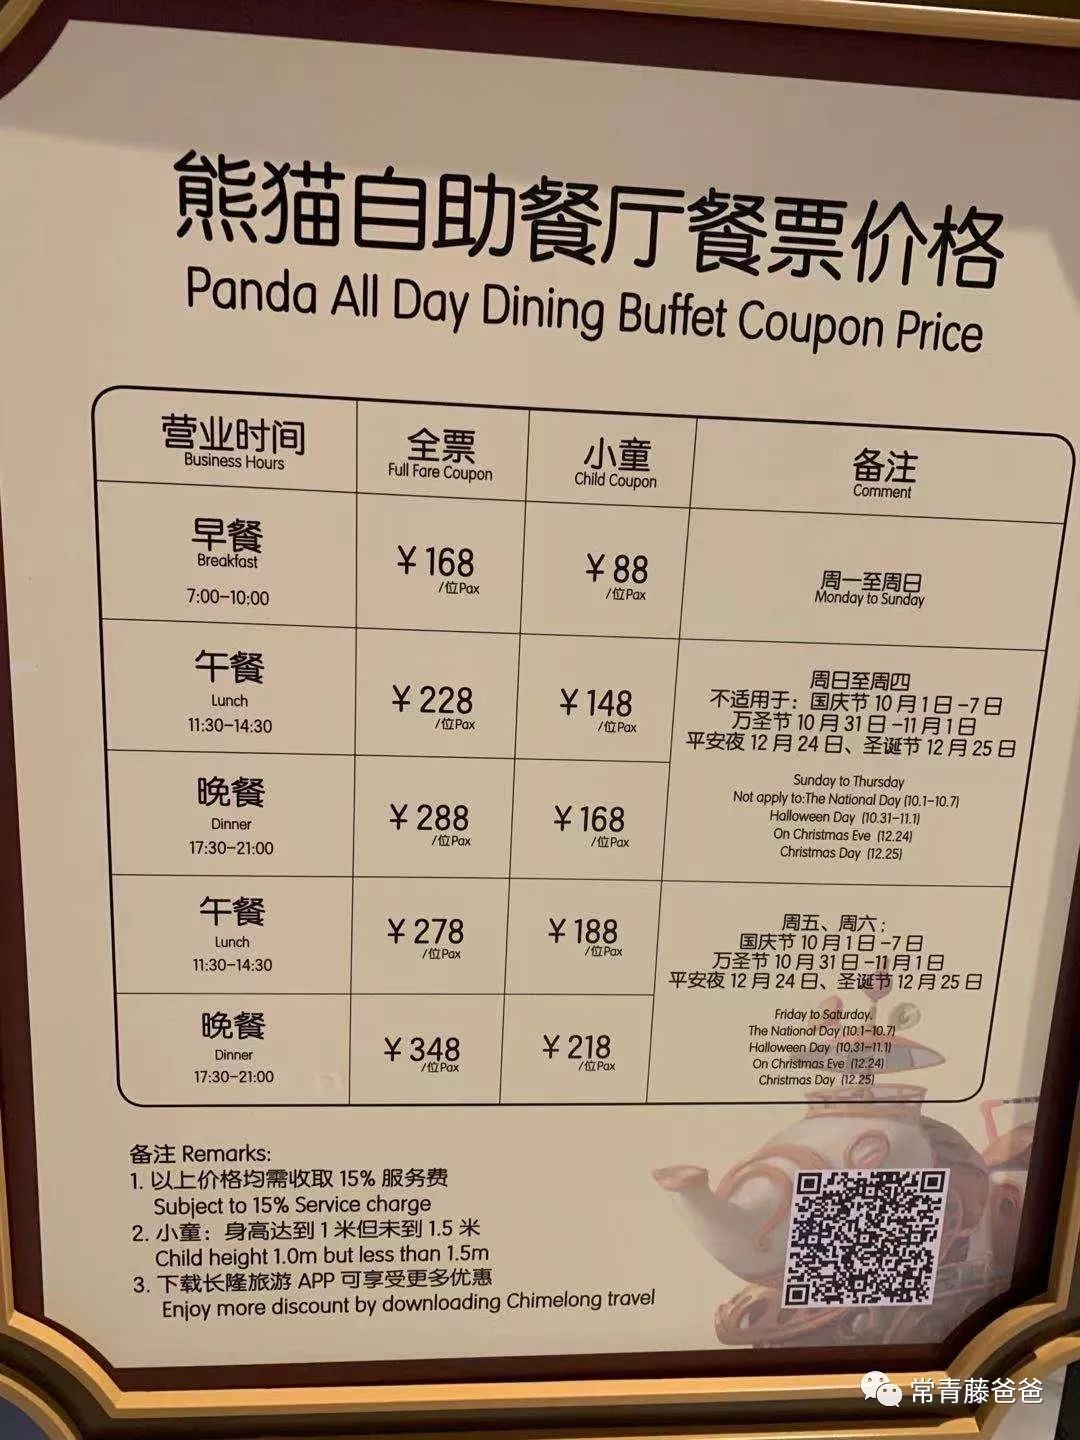 熊猫自助餐厅餐票价格
Panda All Day Dining Buffet Coupon Price
营业时间
Business Hours
全票
Full Fare Coupon
小童
Child Coupon
备注
Comment
早餐
Breakfast
7:00-10:00
¥168
/位Pax
¥88
/位Pax
周一至周日
Monday to Sunday
午餐
Lunch
11:30-14:30
¥228
/位Pax
¥148
/位Pax
周日至周四
不适用于：国庆节10月1日-7日
万圣节10月31日-11月1日
平安夜12月24日、圣诞节12月25日
Sunday to Thursday
Not apply to:The National Day (10.1-10.7)
Halloween Day (10.31-11.1)
On Christmas Eve (12.24)
Christmas Day (12.25)
晚餐
Dinner
17:30-21:00
¥288
/位Pax
¥168
/位Pax
午餐
Lunch
11:30-14:30
¥278
/位Pax
¥188
/位Pax
周五、周六；
国庆节10月1日-7日
万圣节10月31日-11月1日
平安夜12月24日、圣诞节12月25日
Friday to Saturday.
The National Day (10.1-10.7)
Halloween Day (10.31-11.1)
On Christmas Eve (12.24)
Christmas Day (12.25)
晚餐
Dinner
17:30-21:00
¥348
/位Pax
¥218
/位Pax
备注 Remarks:
1. 以上价格均需收取15%服务费
Subject to 15% Service charge
2. 小童：身高达到1米但未到1.5米
Child height 1.0m but less than 1.5m
3. 下载长隆旅游APP可享受更多优惠
Enjoy more discount by downloading Chimelong travel
常青藤爸爸